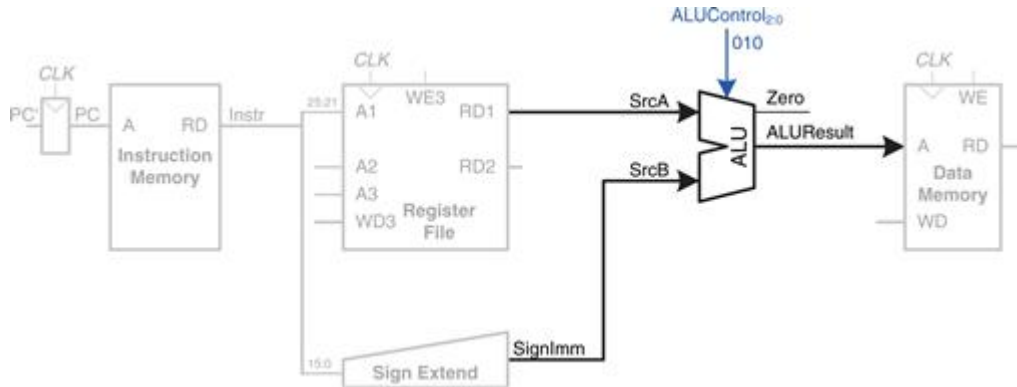 ALUControl2:0
010
CLK
CLK
CLK
PC'
PC
A
RD
Instr
Instruction
Memory
25:21
A1
WE3
RD1
A2
RD2
A3
WD3
Register
File
SrcA
SrcB
ALU
Zero
ALUResult
WE
A
RD
Data
Memory
WD
SignImm
15:0
Sign Extend